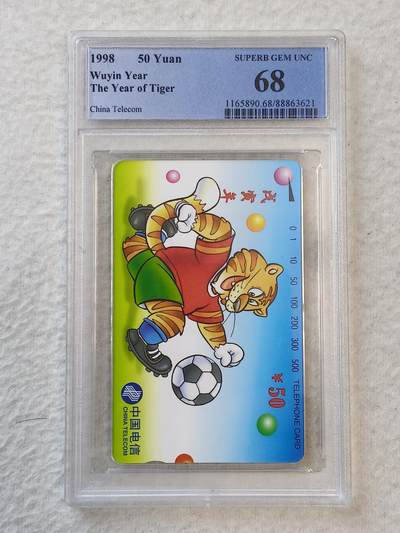 1998 50 Yuan
Wuyin Year
The Year of Tiger
China Telecom
SUPERB GEM UNC
68
1165890.68/88863621
戊寅年
0 1 10 50 100 200 300 500
TELEPHONE CARD
¥50
中国电信
CHINA TELECOM